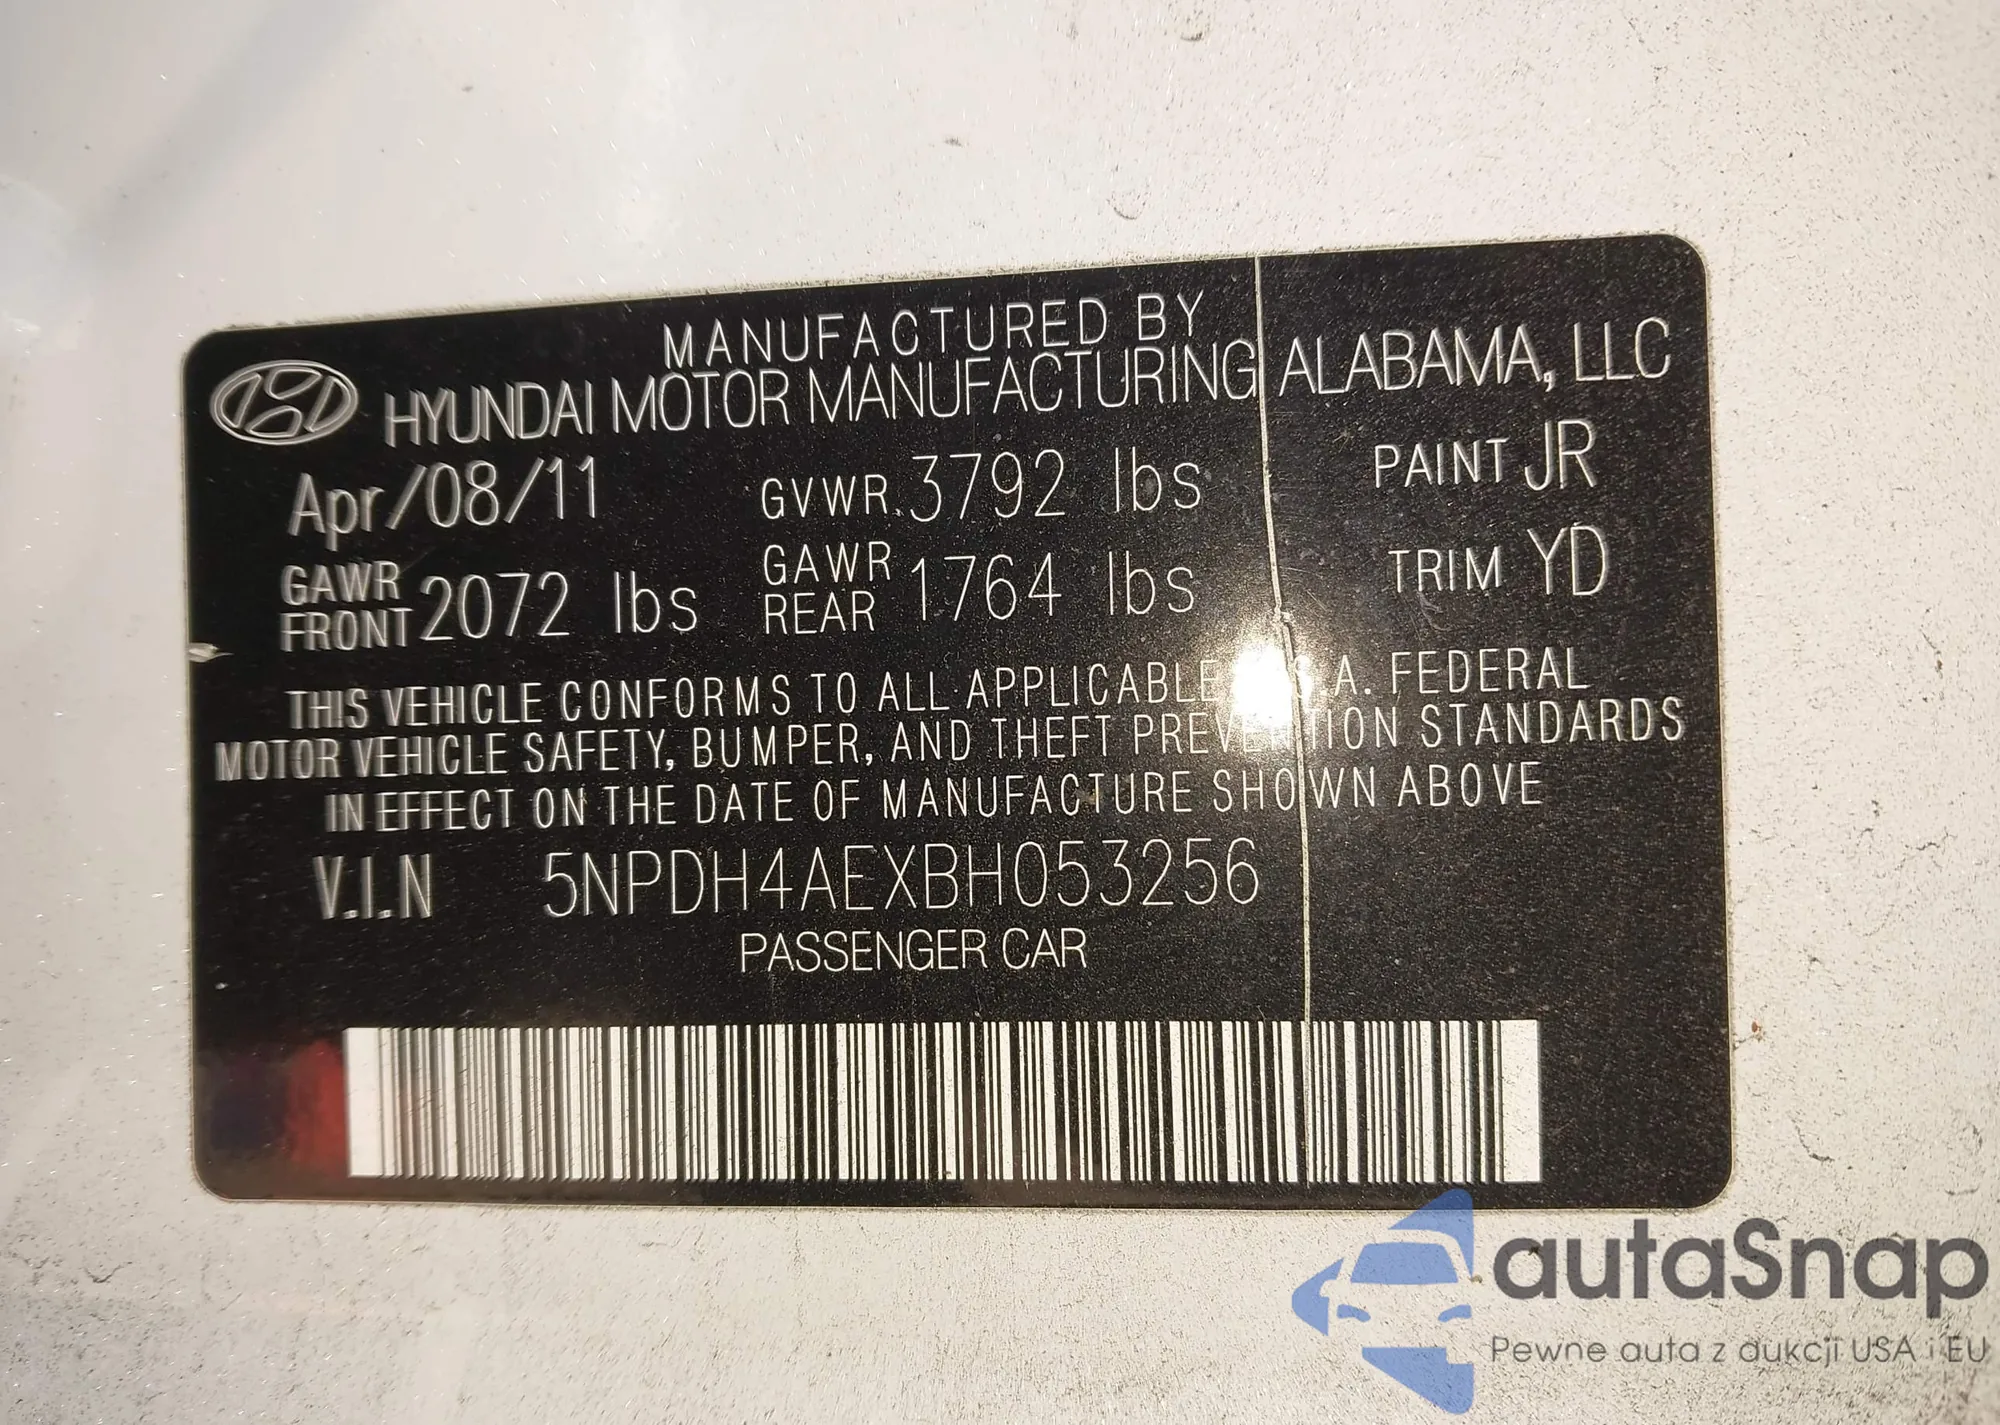 MANUFACTURED BY
HYUNDAI MOTOR MANUFACTURING ALABAMA, LLC
Apr/08/11 GVWR. 3792 lbs PAINT JR
GAWR FRONT 2072 lbs GAWR REAR 1764 lbs TRIM YD
THIS VEHICLE CONFORMS TO ALL APPLICABLE S.A. FEDERAL
MOTOR VEHICLE SAFETY, BUMPER, AND THEFT PREVENTION STANDARDS
IN EFFECT ON THE DATE OF MANUFACTURE SHOWN ABOVE
V.I.N 5NPDH4AEXBH053256
PASSENGER CAR
autaSnap
Pewne auta z aukcji USA i EU